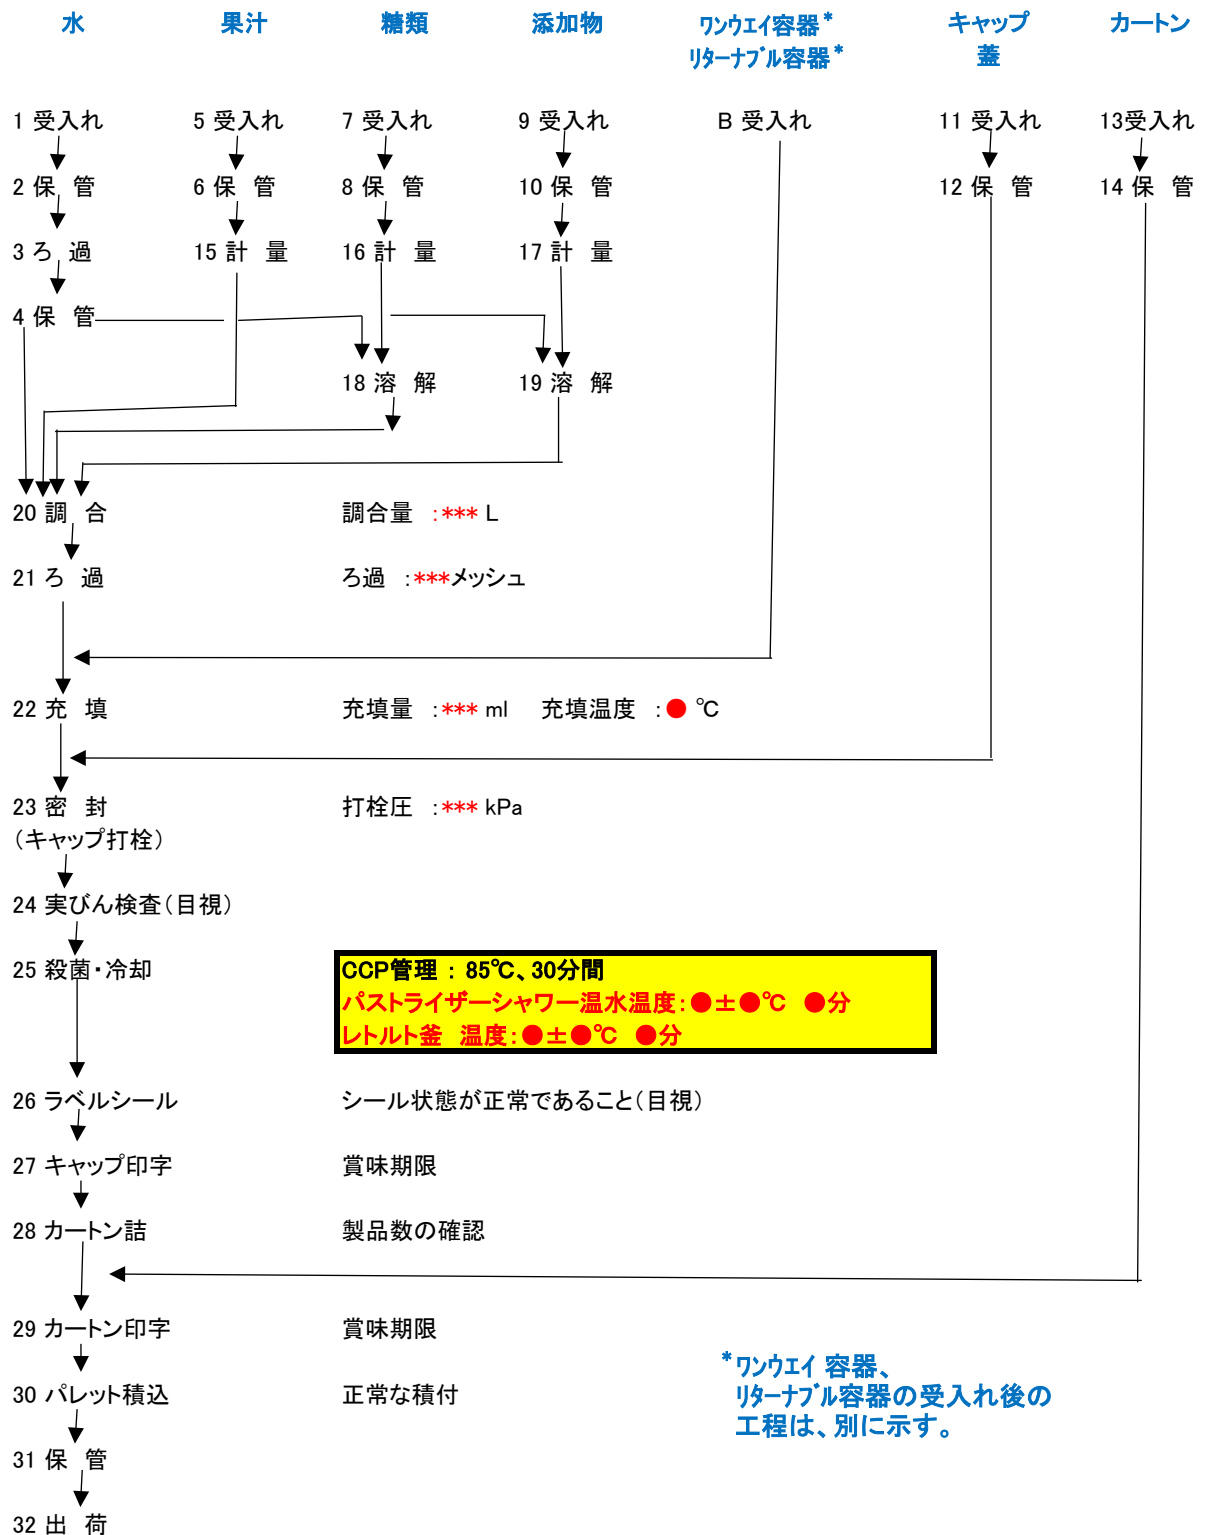 水 果汁 糖類 添加物 ワンウエイ容器* キャップ カートン
リターナブル容器* 蓋
1 受入れ 5 受入れ 7 受入れ 9 受入れ B 受入れ 11 受入れ 13受入れ
2 保 管 6 保 管 8 保 管 10 保 管 12 保 管 14 保 管
3 ろ 過 15 計 量 16 計 量 17 計 量
4 保 管
18 溶 解 19 溶 解
20 調 合 調合量 :*** L
21 ろ 過 ろ過 :***メッシュ
22 充 填 充填量 :*** ml 充填温度 :● ℃
23 密 封 打栓圧 :*** kPa
(キャップ打栓)
24 実びん検査(目視)
25 殺菌・冷却 CCP管理 : 85℃、30分間
パストライザーシャワー温水温度:●±●℃ ●分
レトルト釜 温度:●±●℃ ●分
26 ラベルシール シール状態が正常であること(目視)
27 キャップ印字 賞味期限
28 カートン詰 製品数の確認
29 カートン印字 賞味期限
*ワンウエイ 容器、
30 パレット積込 正常な積付 リターナブル容器の受入れ後の
工程は、別に示す。
31 保 管
32 出 荷